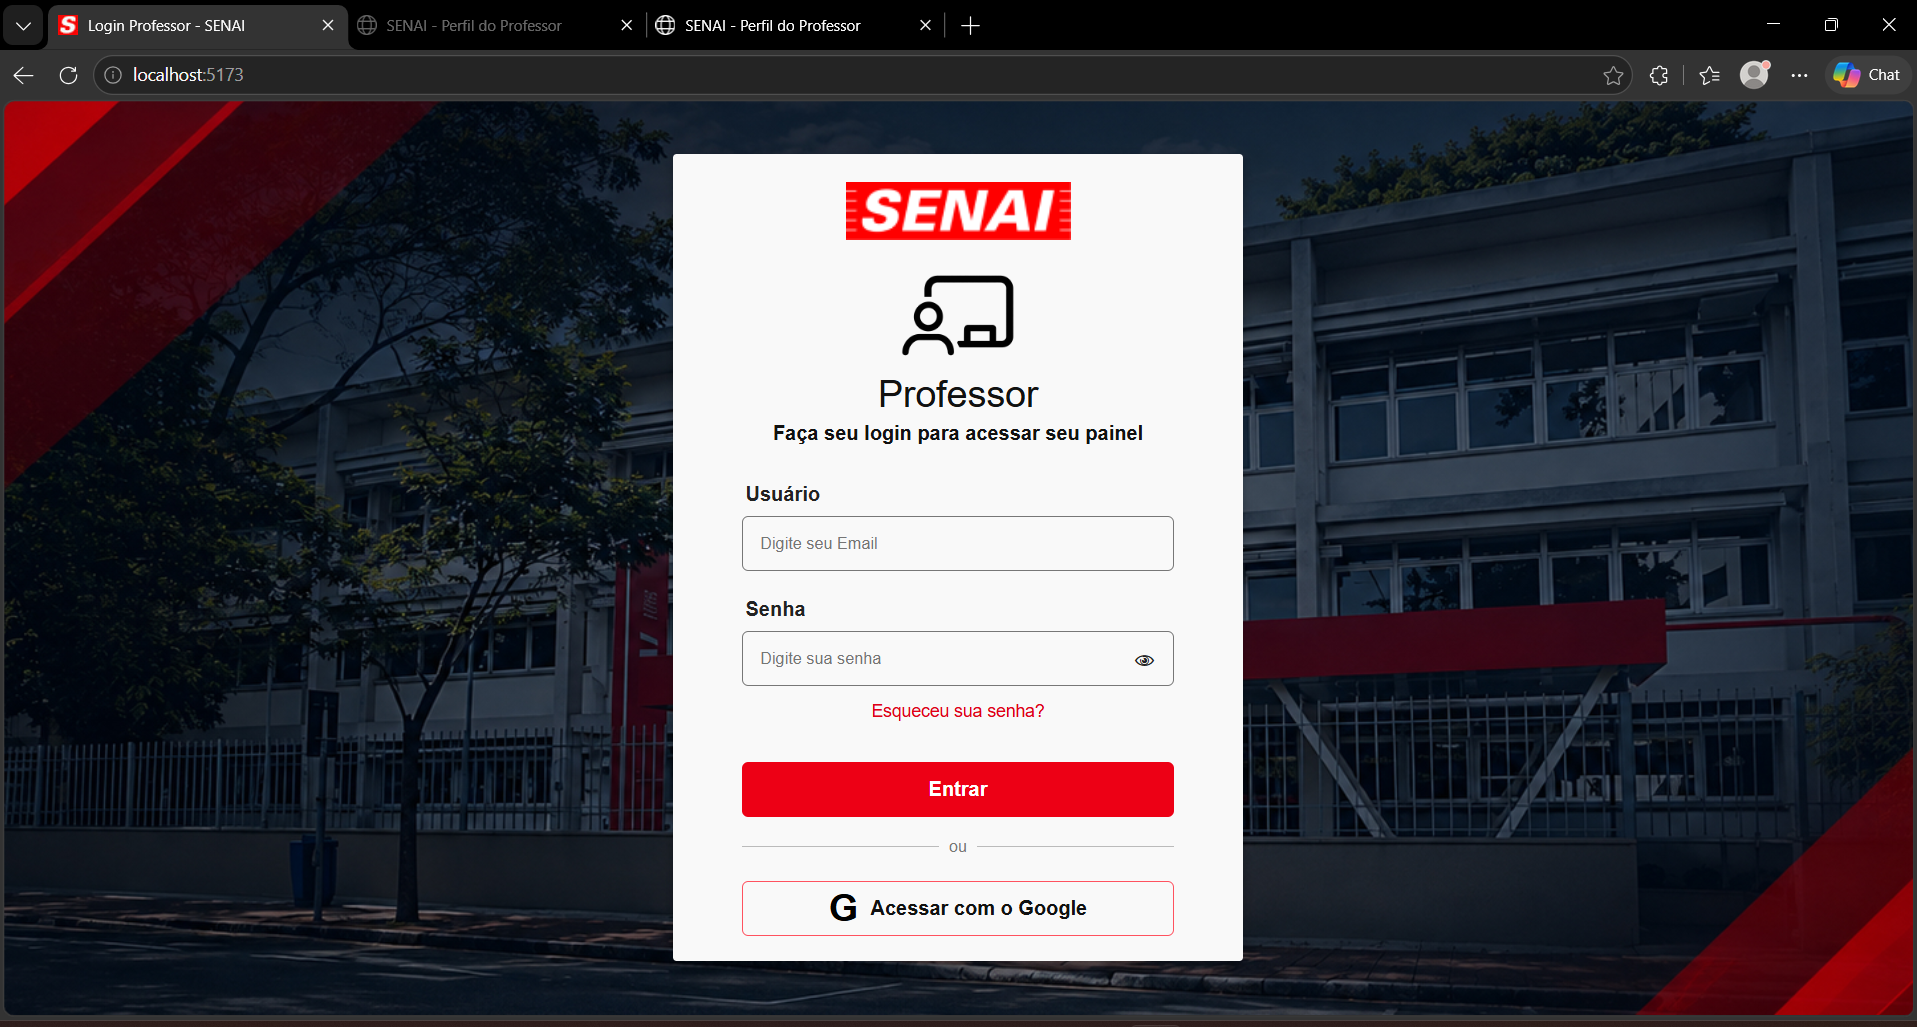 Login Professor - SENAI
SENAI - Perfil do Professor
SENAI - Perfil do Professor
localhost:5173
Chat
SENAI
Professor
Faça seu login para acessar seu painel
Usuário
Digite seu Email
Senha
Digite sua senha
Esqueceu sua senha?
Entrar
ou
G Acessar com o Google